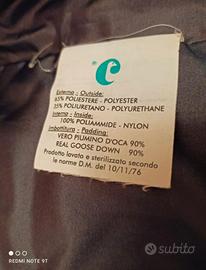 Esterno - Outside:
65% POLIESTERE - POLYESTER
35% POLIURETANO - POLYURETHANE
Interno - Inside:
100% POLIAMMIDE - NYLON
Imbottitura - Padding:
VERO PIUMINO D'OCA 90%
REAL GOOSE DOWN 90%
Prodotto lavato e sterilizzato secondo
le norme D.M. 10/11/76
REDMI NOTE 9T
subito